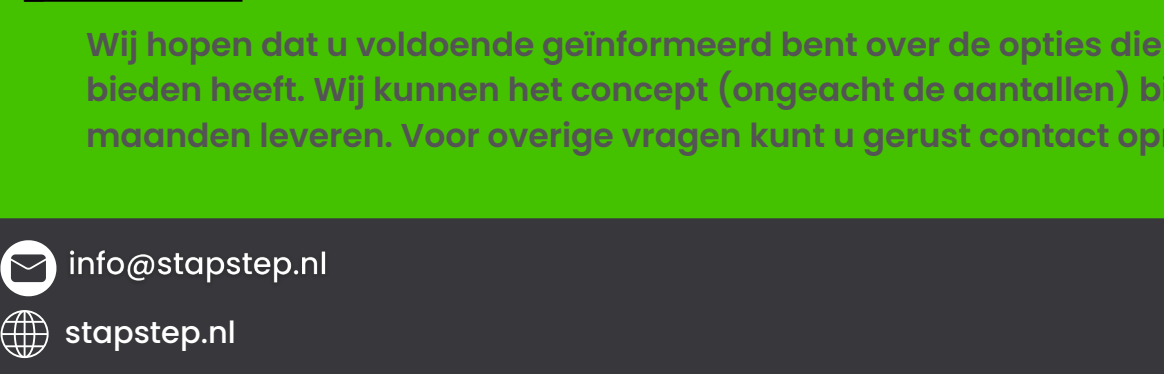 Wij hopen dat u voldoende geïnformeerd bent over de opties die
bieden heeft. Wij kunnen het concept (ongeacht de aantallen)
maanden leveren. Voor overige vragen kunt u gerust contact
info@stapstep.nl
stapstep.nl